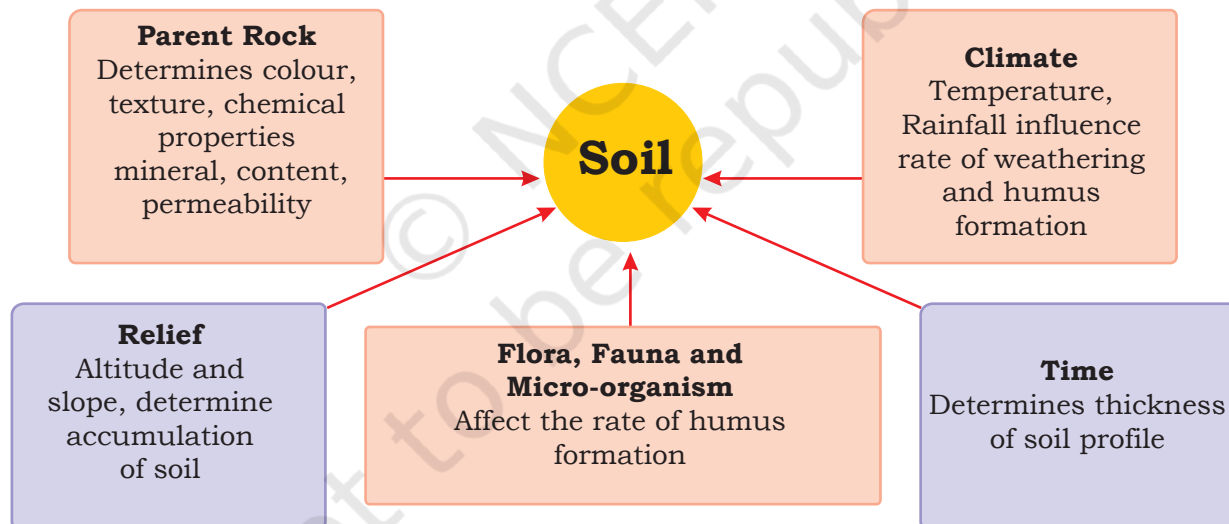 Parent Rock
Determines colour,
texture, chemical
properties
mineral, content,
permeability
Soil
Climate
Temperature,
Rainfall influence
rate of weathering
and humus
formation
Relief
Altitude and
slope, determine
accumulation
of soil
Flora, Fauna and
Micro-organism
Affect the rate of humus
formation
Time
Determines thickness
of soil profile